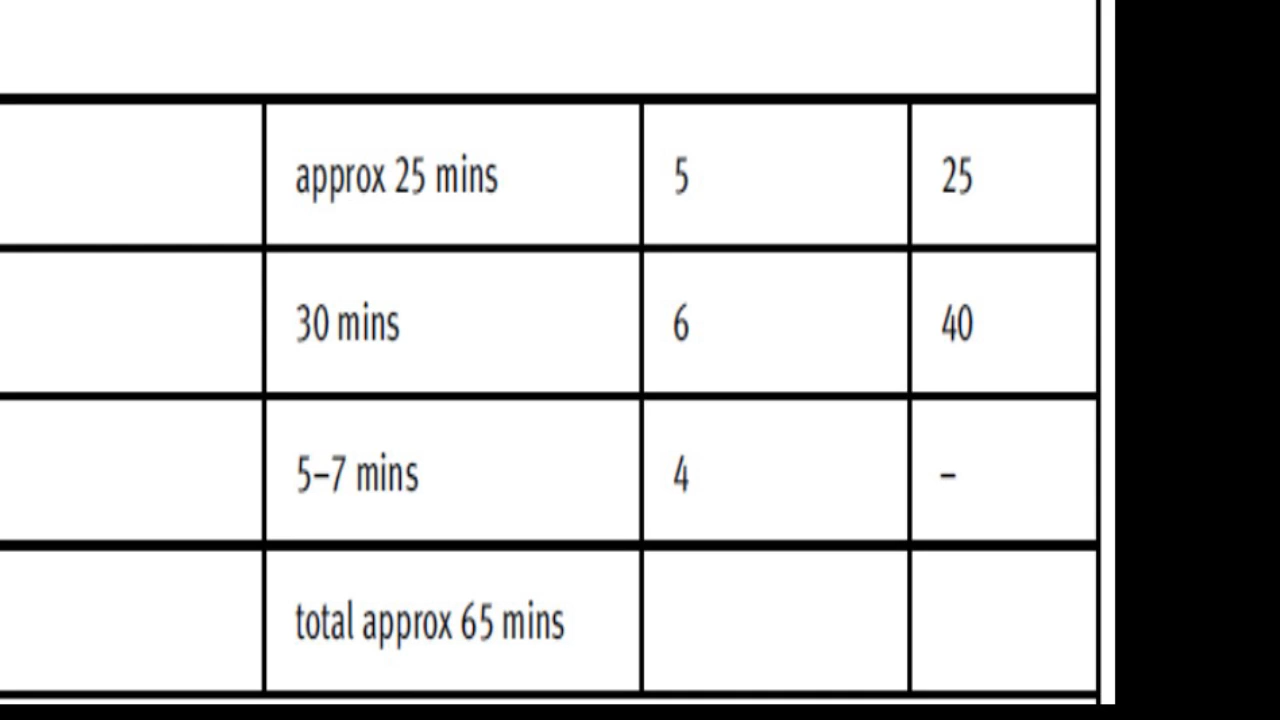 approx 25 mins 5 25
30 mins 6 40
5–7 mins 4 –
total approx 65 mins